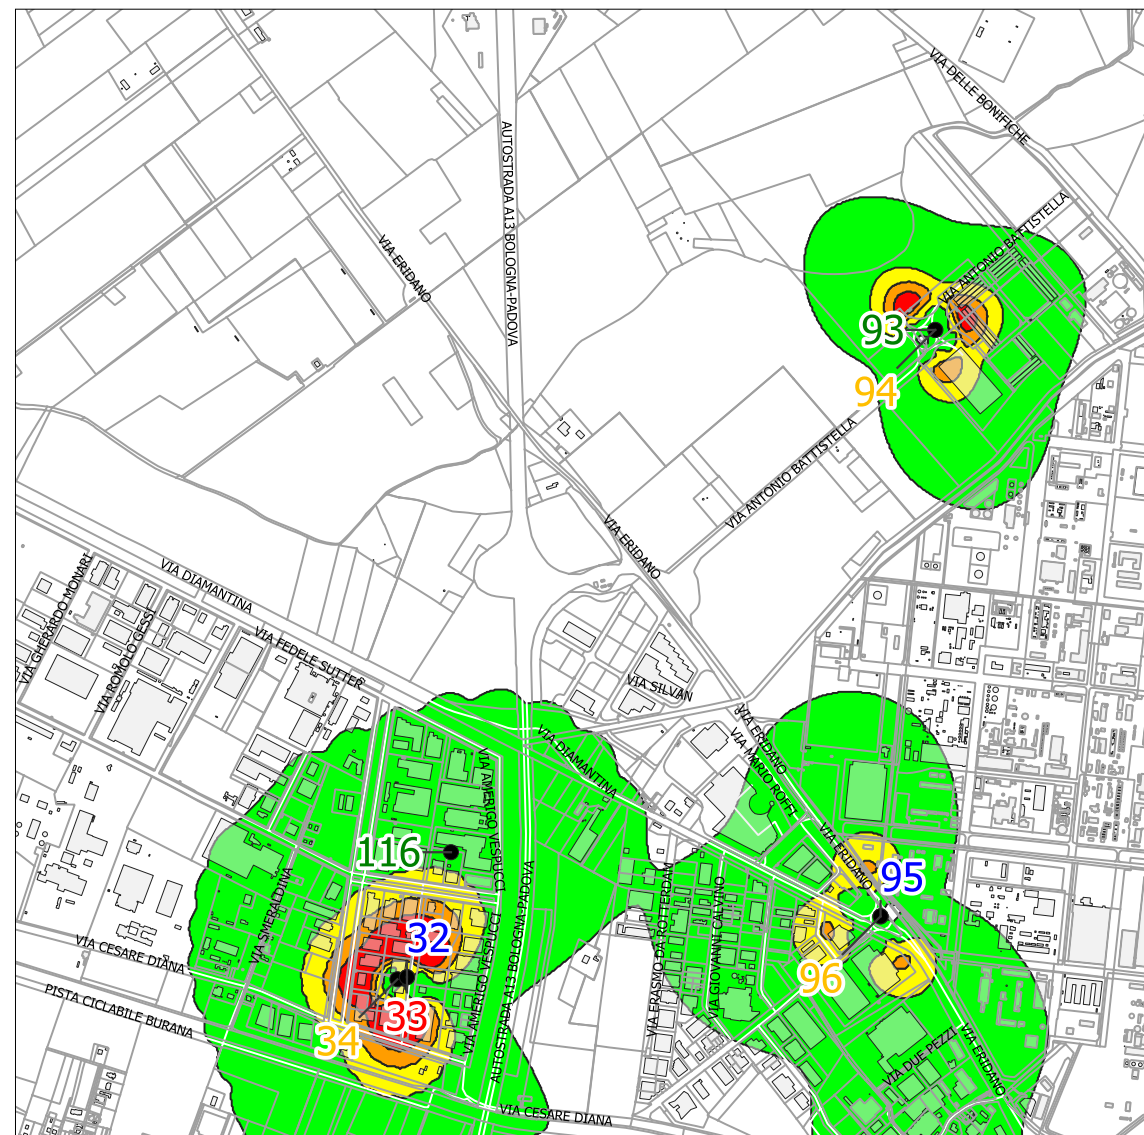 VIA DELLE BONIFICHE
AUTOSTRADA A13 BOLOGNA-PADOVA
VIA ANTONIO BATTISTELLA
VIA ERIDANO
93
94
VIA ANTONIO BATTISTELLA
VIA ERIDANO
VIA GHERARDO MONARI
VIA DIAMANTINA
VIA ROMOLO GESSI
VIA FEDELE SUTTER
VIA SILVAN
VIA ERIDANO
VIA MARIO ROFFI
VIA DIAMANTINA
VIA AMERIGO VESPUCCI
116
VIA ERIDANO
95
VIA SMERALDINA
AUTOSTRADA A13 BOLOGNA-PADOVA
VIA ERASMO DA ROTTERDAM
VIA GIOVANNI CALVINO
32
VIA CESARE DIANA
VIA AMERIGO VESPUCCI
96
PISTA CICLABILE BURANA
33
34
VIA DUE PEZZI
VIA ERIDANO
VIA CESARE DIANA